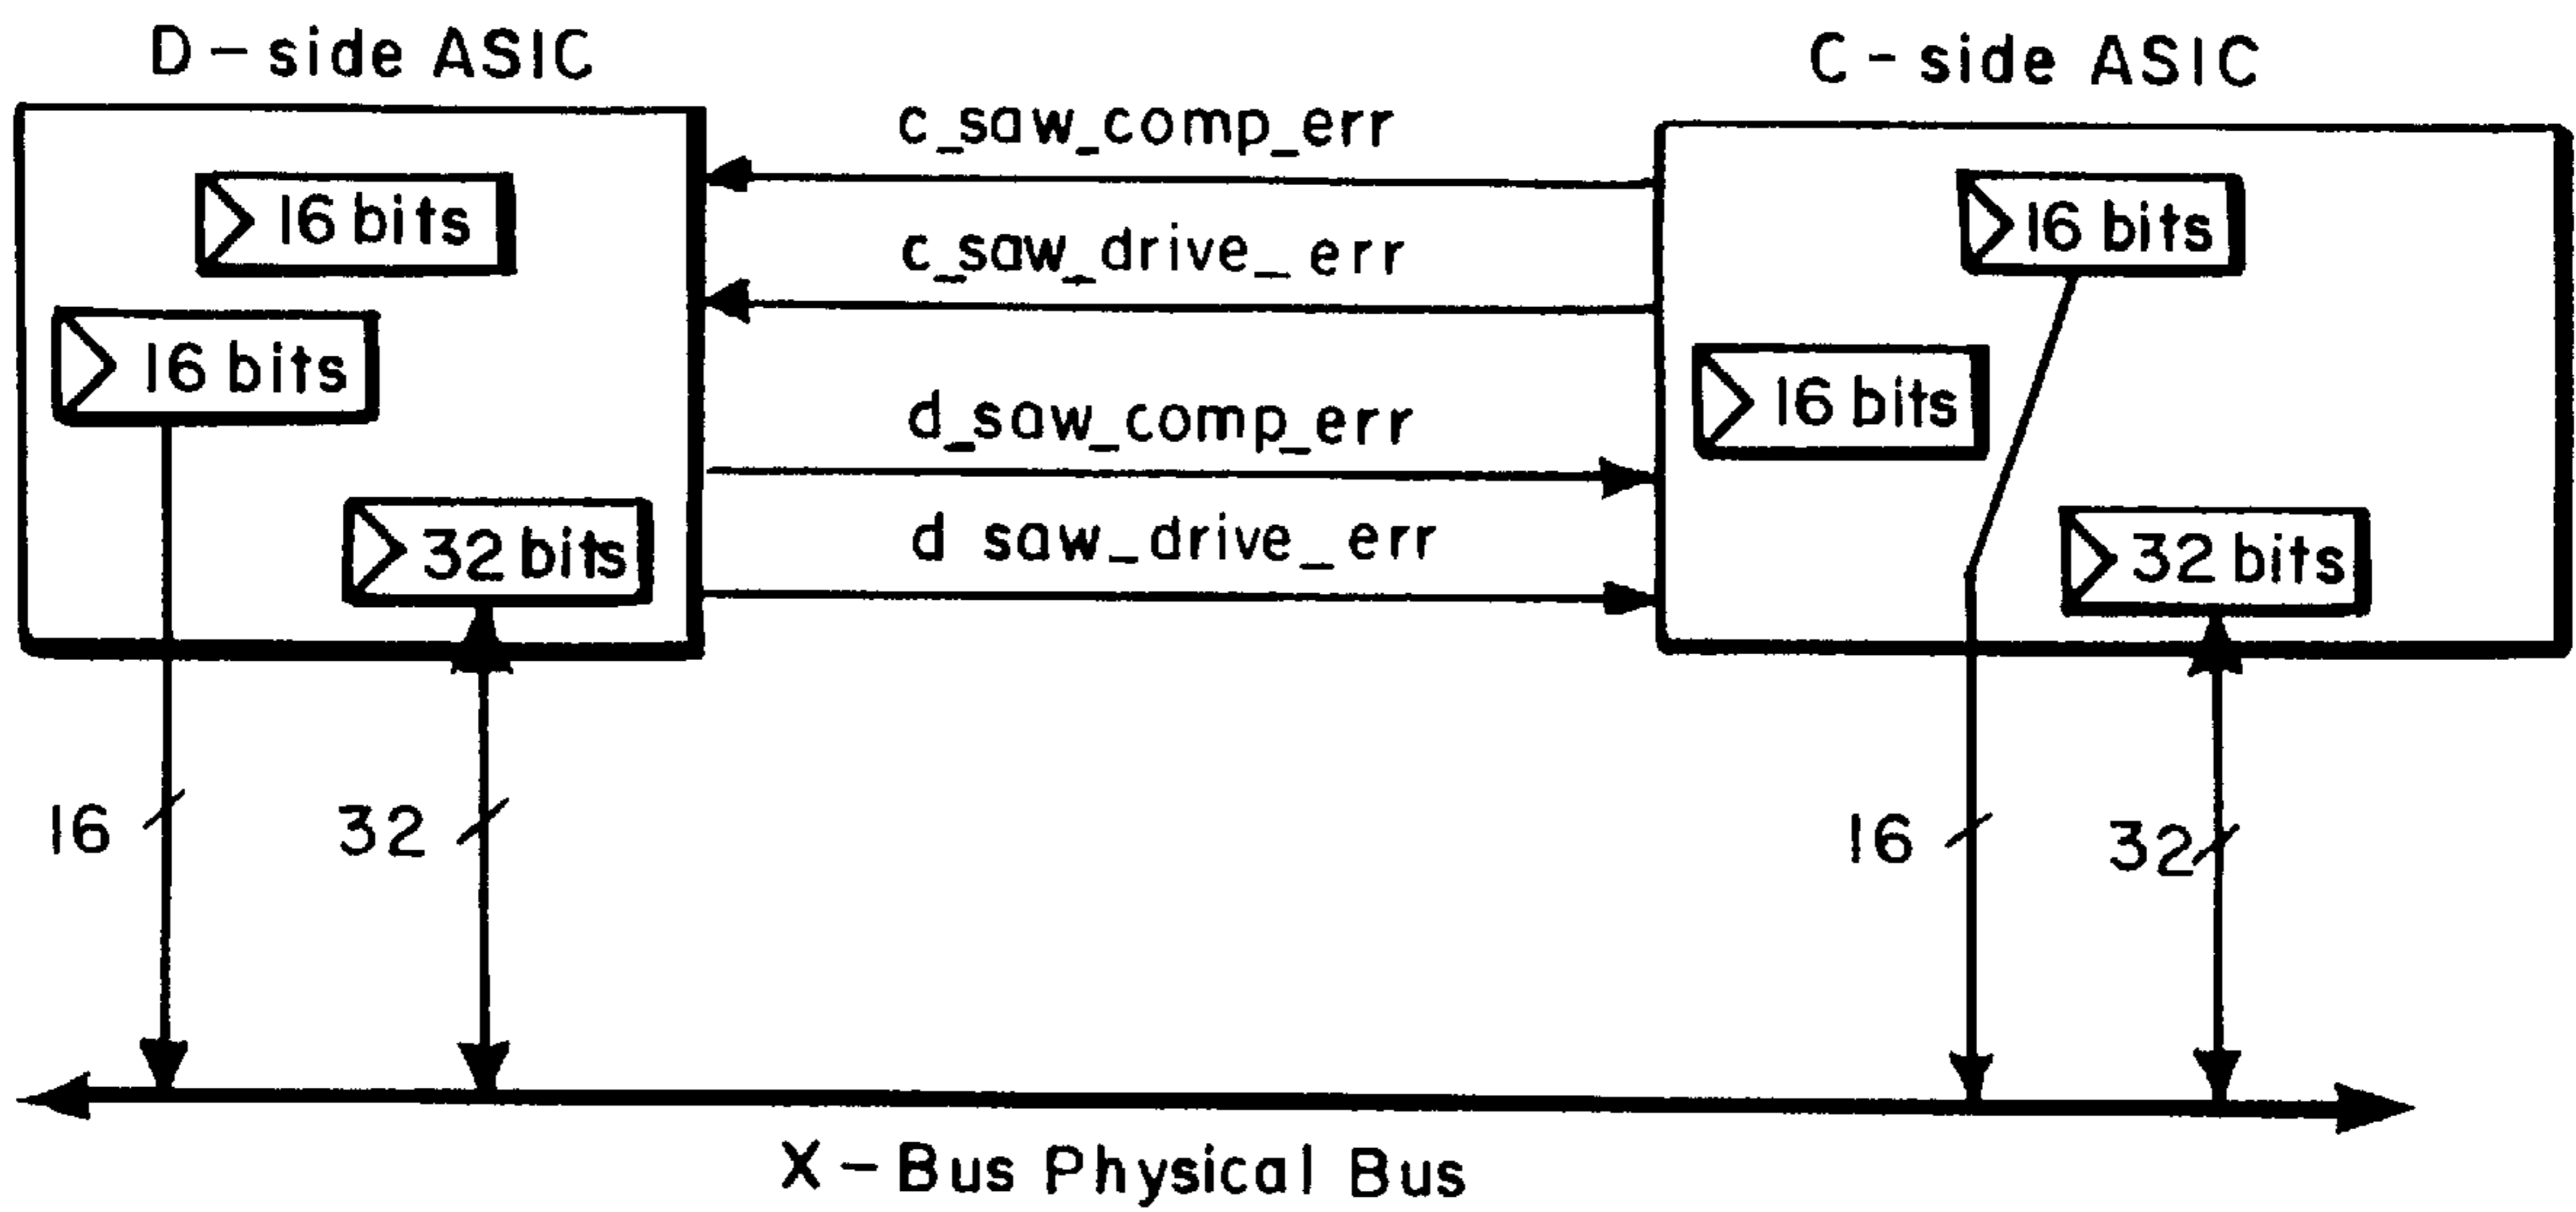 D-side ASIC
C-side ASIC
c_saw_comp_err
16 bits
16 bits
c_saw_drive_err
16 bits
16 bits
d_saw_comp_err
32 bits
d saw_drive_err
32 bits
16
32
16
32
X-Bus Physical Bus